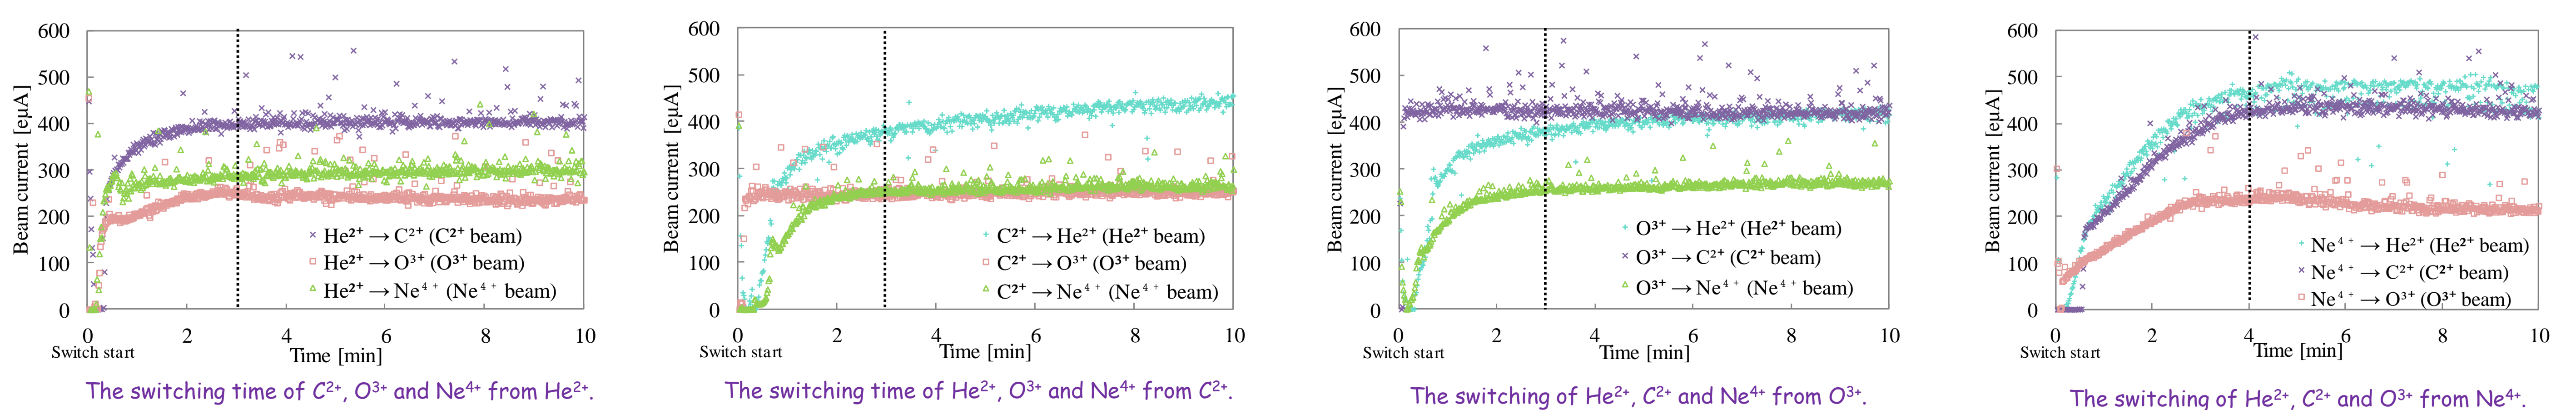 600
500
400
300
200
100
0
Beam current [eμA]
He²⁺ → C²⁺ (C²⁺ beam)
He²⁺ → O³⁺ (O³⁺ beam)
He²⁺ → Ne⁴⁺ (Ne⁴⁺ beam)
0 2 4 6 8 10
Switch start
Time [min]
The switching time of C²⁺, O³⁺ and Ne⁴⁺ from He²⁺.
600
500
400
300
200
100
0
Beam current [eμA]
C²⁺ → He²⁺ (He²⁺ beam)
C²⁺ → O³⁺ (O³⁺ beam)
C²⁺ → Ne⁴⁺ (Ne⁴⁺ beam)
0 2 4 6 8 10
Switch start
Time [min]
The switching time of He²⁺, O³⁺ and Ne⁴⁺ from C²⁺.
600
500
400
300
200
100
0
Beam current [eμA]
O³⁺ → He²⁺ (He²⁺ beam)
O³⁺ → C²⁺ (C²⁺ beam)
O³⁺ → Ne⁴⁺ (Ne⁴⁺ beam)
0 2 4 6 8 10
Switch start
Time [min]
The switching of He²⁺, C²⁺ and Ne⁴⁺ from O³⁺.
600
500
400
300
200
100
0
Beam current [eμA]
Ne⁴⁺ → He²⁺ (He²⁺ beam)
Ne⁴⁺ → C²⁺ (C²⁺ beam)
Ne⁴⁺ → O³⁺ (O³⁺ beam)
0 2 4 6 8 10
Switch start
Time [min]
The switching of He²⁺, C²⁺ and O³⁺ from Ne⁴⁺.